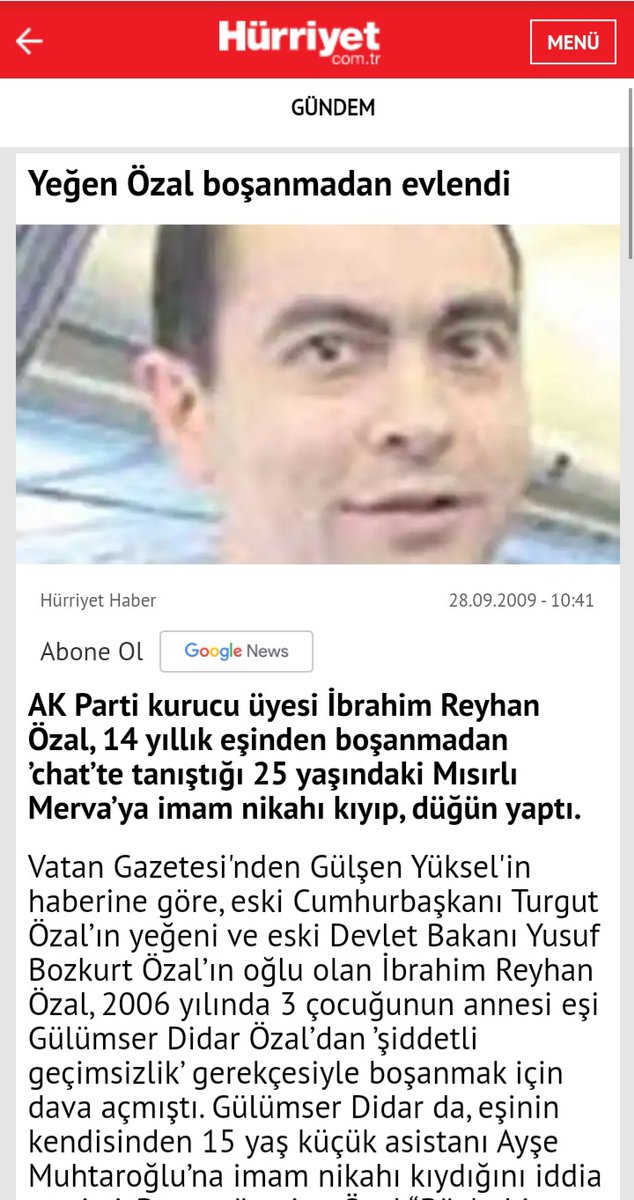 Hürriyet
com.tr
MENÜ
GÜNDEM
Yeğen Özal boşanmadan evlendi
Hürriyet Haber
28.09.2009 - 10:41
Abone Ol
Google News
AK Parti kurucu üyesi İbrahim Reyhan
Özal, 14 yıllık eşinden boşanmadan
’chat’te tanıştığı 25 yaşındaki Mısırlı
Merva’ya imam nikahı kıyıp, düğün yaptı.
Vatan Gazetesi'nden Gülşen Yüksel'in
haberine göre, eski Cumhurbaşkanı Turgut
Özal’ın yeğeni ve eski Devlet Bakanı Yusuf
Bozkurt Özal’ın oğlu olan İbrahim Reyhan
Özal, 2006 yılında 3 çocuğunun annesi eşi
Gülümser Didar Özal’dan ’şiddetli
geçimsizlik’ gerekçesiyle boşanmak için
dava açmıştı. Gülümser Didar da, eşinin
kendisinden 15 yaş küçük asistanı Ayşe
Muhtaroğlu’na imam nikahı kıydığını iddia